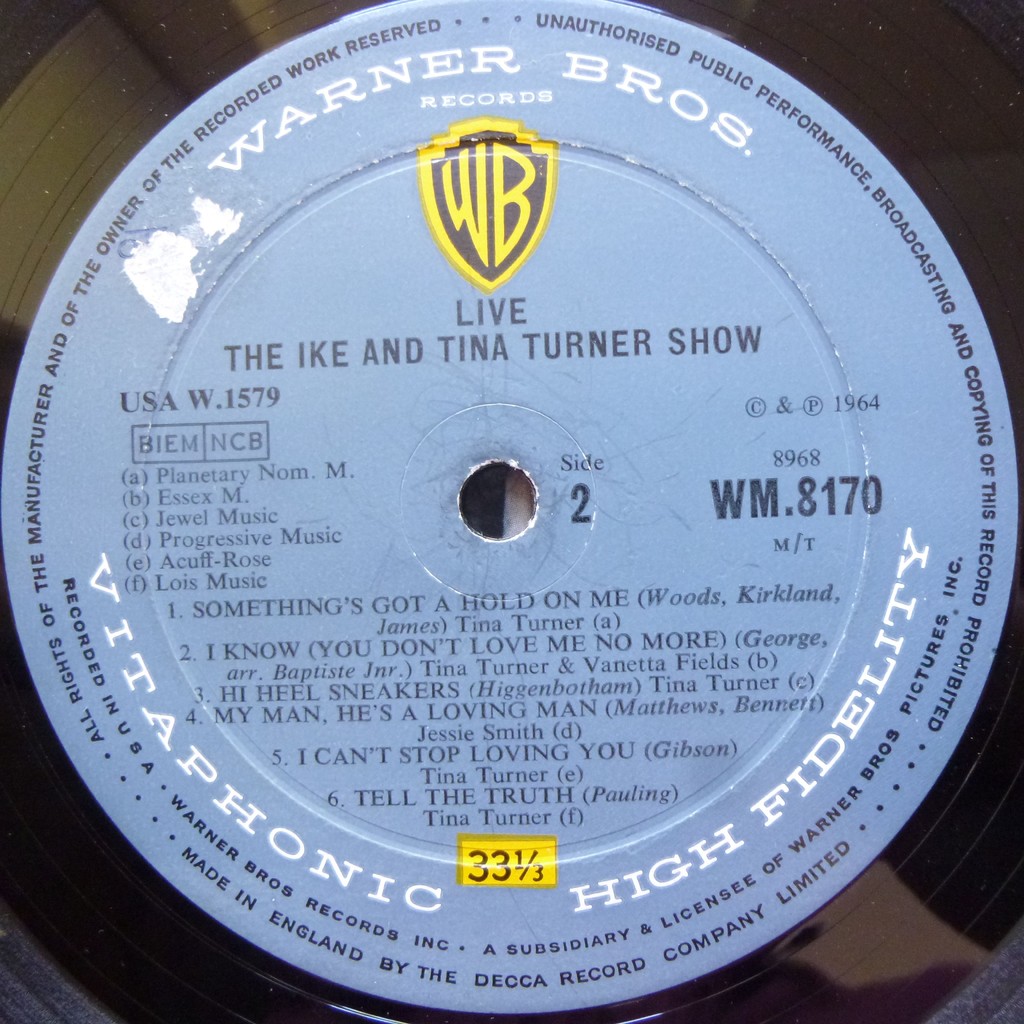 ALL RIGHTS OF THE MANUFACTURER AND OF THE OWNER OF THE RECORDED WORK RESERVED · · · · UNAUTHORISED PUBLIC PERFORMANCE, BROADCASTING AND COPYING OF THIS RECORD PROHIBITED
WARNER BROS.
RECORDS
WB
LIVE
THE IKE AND TINA TURNER SHOW
USA W.1579
© & ℗ 1964
BIEM NCB
(a) Planetary Nom. M.
(b) Essex M.
(c) Jewel Music
(d) Progressive Music
(e) Acuff-Rose
(f) Lois Music
Side
2
8968
WM.8170
M/T
1. SOMETHING'S GOT A HOLD ON ME (Woods, Kirkland,
James) Tina Turner (a)
2. I KNOW (YOU DON'T LOVE ME NO MORE) (George,
arr. Baptiste Jnr.) Tina Turner & Vanetta Fields (b)
3. HI HEEL SNEAKERS (Higgenbotham) Tina Turner (c)
4. MY MAN, HE'S A LOVING MAN (Matthews, Bennett)
Jessie Smith (d)
5. I CAN'T STOP LOVING YOU (Gibson)
Tina Turner (e)
6. TELL THE TRUTH (Pauling)
Tina Turner (f)
33⅓
VITAPHONIC HIGH FIDELITY
RECORDED IN U S A · WARNER BROS RECORDS INC · A SUBSIDIARY & LICENSEE OF WARNER BROS PICTURES, INC.
MADE IN ENGLAND BY THE DECCA RECORD COMPANY LIMITED